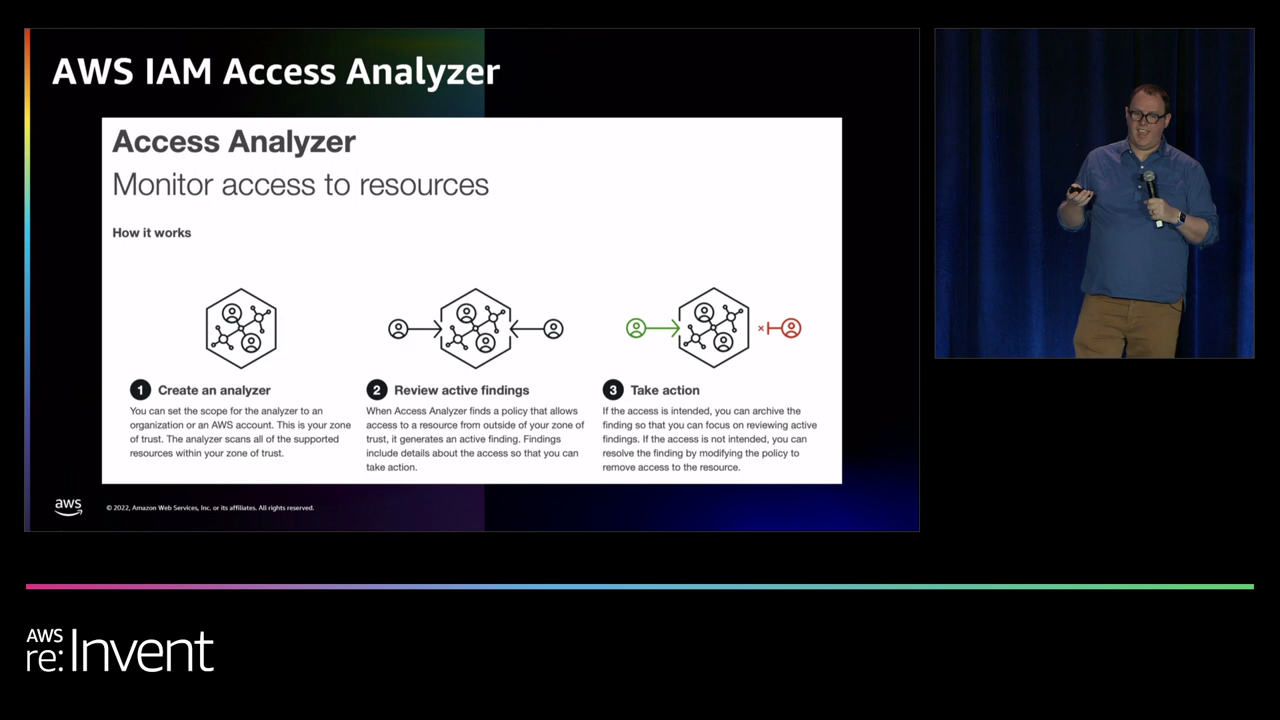 AWS IAM Access Analyzer
Access Analyzer
Monitor access to resources
How it works
1 Create an analyzer
You can set the scope for the analyzer to an
organization or an AWS account. This is your zone
of trust. The analyzer scans all of the supported
resources within your zone of trust.
2 Review active findings
When Access Analyzer finds a policy that allows
access to a resource from outside of your zone of
trust, it generates an active finding. Findings
include details about the access so that you can
take action.
3 Take action
If the access is intended, you can archive the
finding so that you can focus on reviewing active
findings. If the access is not intended, you can
resolve the finding by modifying the policy to
remove access to the resource.
aws
© 2022, Amazon Web Services, Inc. or its affiliates. All rights reserved.
AWS
re:Invent